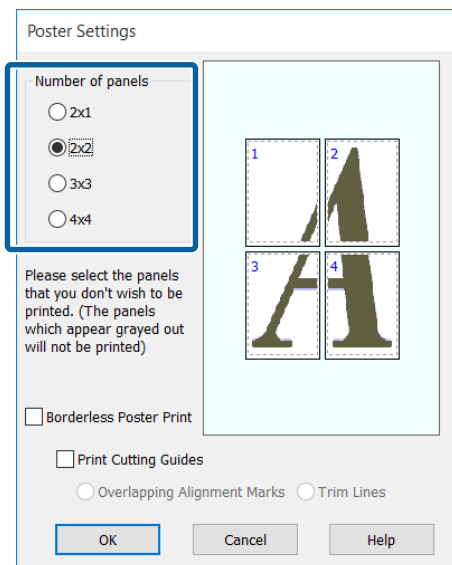 Poster Settings
Number of panels
2x1
2x2
3x3
4x4
1 2
3 4
Please select the panels
that you don't wish to be
printed. (The panels
which appear grayed out
will not be printed)
Borderless Poster Print
Print Cutting Guides
Overlapping Alignment Marks Trim Lines
OK Cancel Help